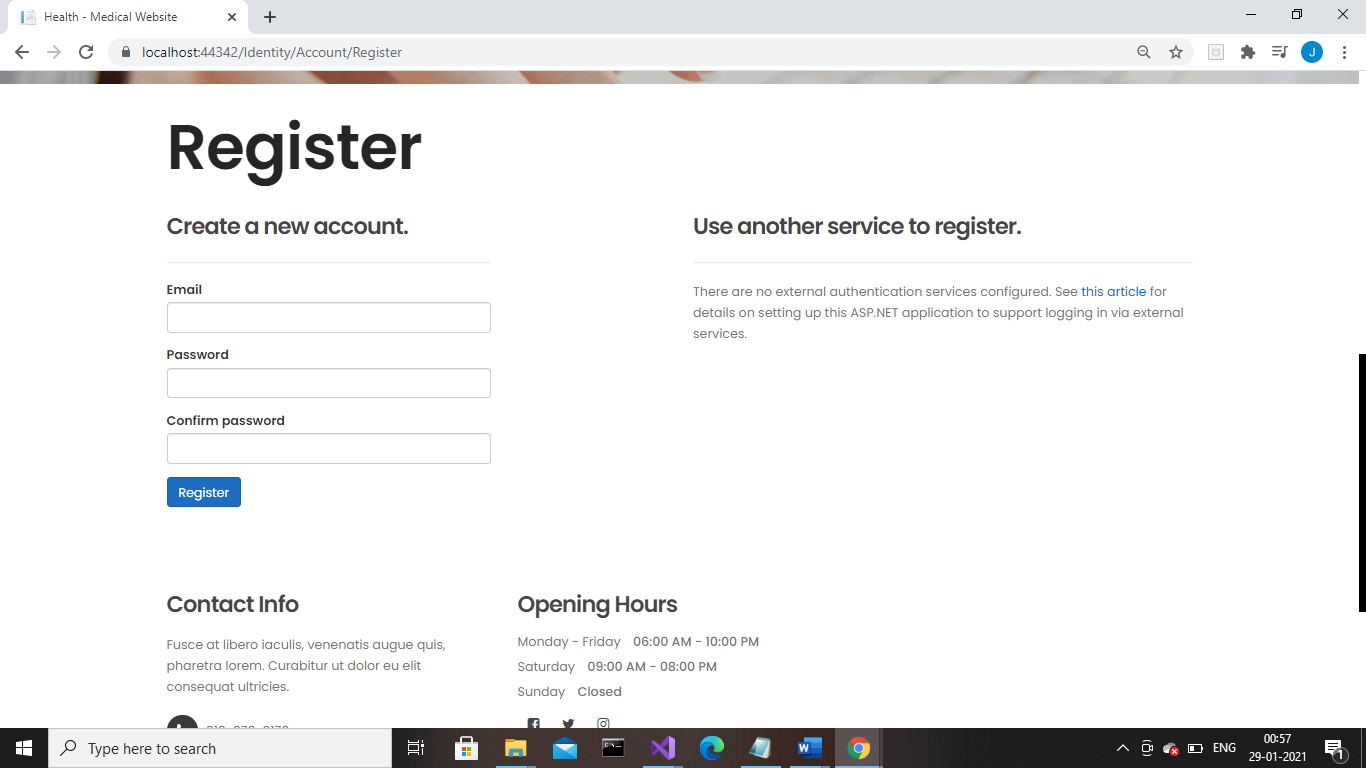 Health - Medical Website
localhost:44342/Identity/Account/Register
J
Register
Create a new account.
Email
Password
Confirm password
Register
Use another service to register.
There are no external authentication services configured. See this article for
details on setting up this ASP.NET application to support logging in via external
services.
Contact Info
Fusce at libero iaculis, venenatis augue quis,
pharetra lorem. Curabitur ut dolor eu elit
consequat ultricies.
Opening Hours
Monday - Friday 06:00 AM - 10:00 PM
Saturday 09:00 AM - 08:00 PM
Sunday Closed
Type here to search
ENG
00:57
29-01-2021
1